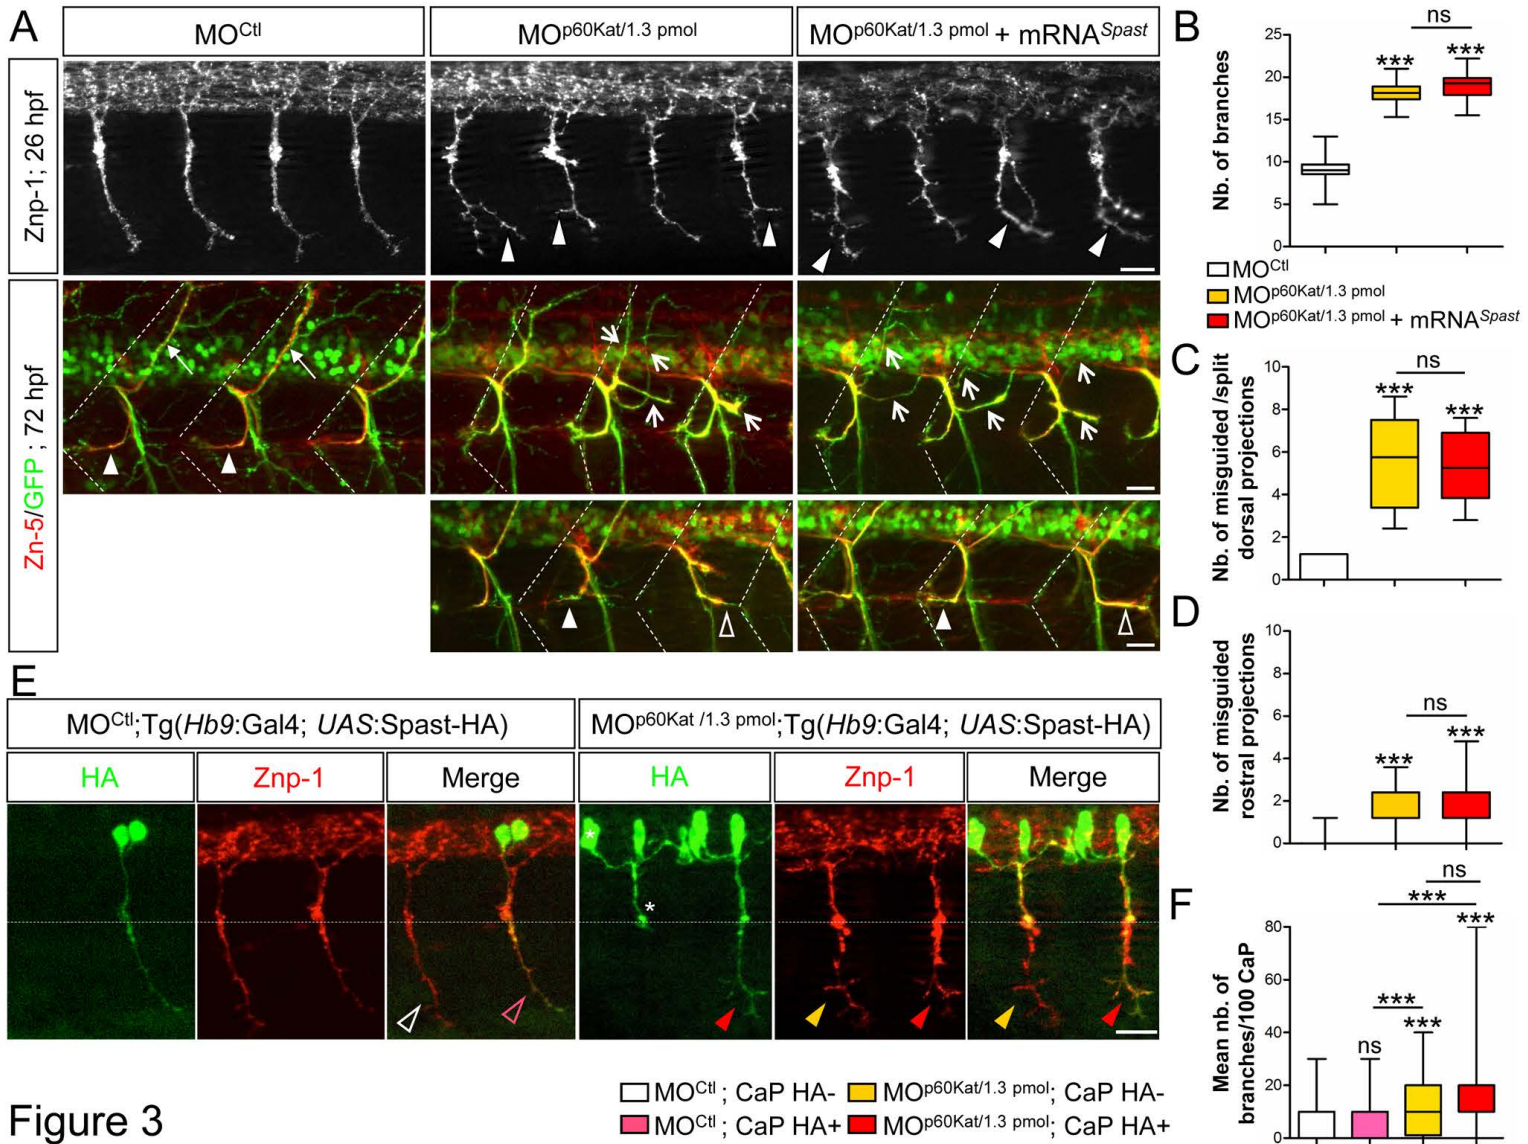 A
MOCtl
MOp60Kat/1.3 pmol
MOp60Kat/1.3 pmol + mRNASpast
Znp-1; 26 hpf
Zn-5/GFP ; 72 hpf
B
ns
***
***
Nb. of branches
25
20
15
10
5
0
MOCtl
MOp60Kat/1.3 pmol
MOp60Kat/1.3 pmol + mRNASpast
C
ns
***
***
Nb. of misguided /split
dorsal projections
10
8
6
4
2
0
D
ns
***
***
Nb. of misguided
rostral projections
10
8
6
4
2
0
E
MOCtl;Tg(Hb9:Gal4; UAS:Spast-HA)
MOp60Kat /1.3 pmol;Tg(Hb9:Gal4; UAS:Spast-HA)
HA
Znp-1
Merge
HA
Znp-1
Merge
*
*
F
ns
***
***
***
***
ns
Mean nb. of
branches/100 CaP
80
60
40
20
0
MOCtl ; CaP HA-
MOp60Kat/1.3 pmol; CaP HA-
MOCtl ; CaP HA+
MOp60Kat/1.3 pmol; CaP HA+
Figure 3